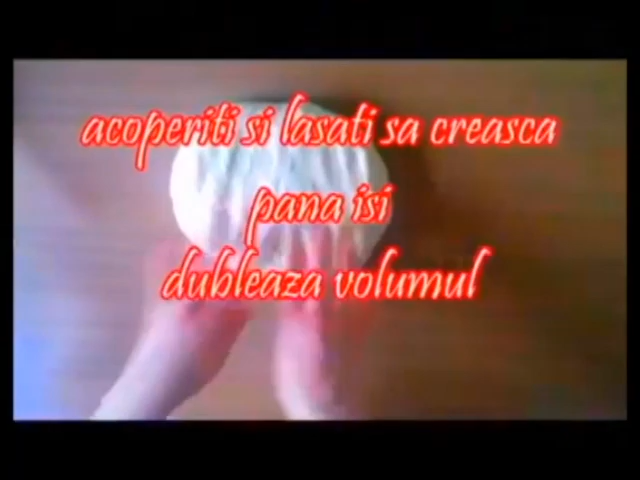 acoperiti si lasati sa creasca
pana isi
dubleaza volumul